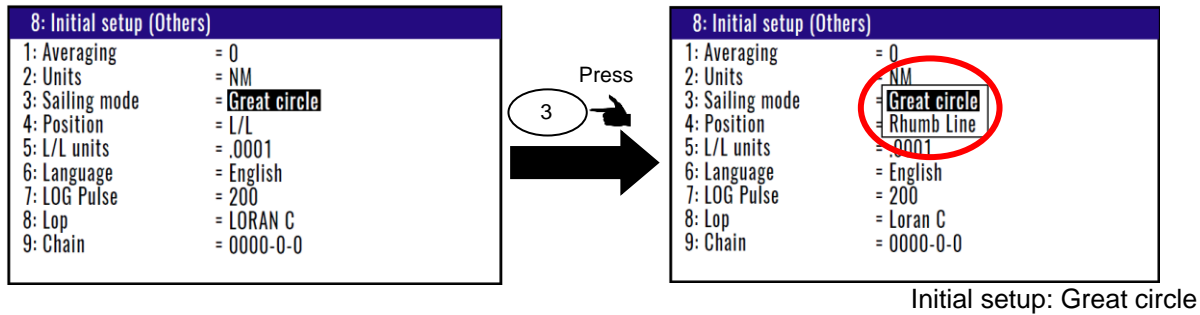 8: Initial setup (Others)
1: Averaging = 0
2: Units = NM
3: Sailing mode = Great circle
4: Position = L/L
5: L/L units = .0001
6: Language = English
7: LOG Pulse = 200
8: Lop = LORAN C
9: Chain = 0000-0-0
Press
3
8: Initial setup (Others)
1: Averaging = 0
2: Units = NM
3: Sailing mode = Great circle
4: Position = Rhumb Line
5: L/L units = .0001
6: Language = English
7: LOG Pulse = 200
8: Lop = Loran C
9: Chain = 0000-0-0
Initial setup: Great circle